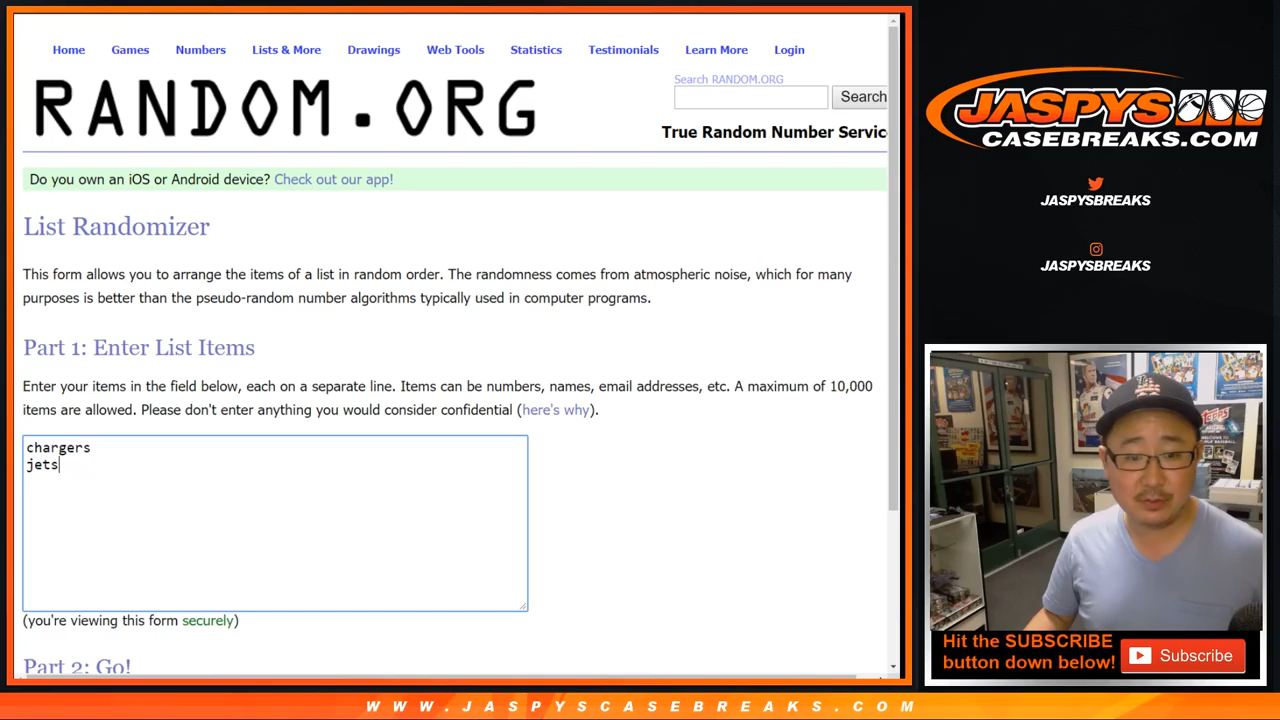 Home Games Numbers Lists & More Drawings Web Tools Statistics Testimonials Learn More Login
RANDOM.ORG
Search RANDOM.ORG
Search
True Random Number Servic
Do you own an iOS or Android device? Check out our app!
List Randomizer
This form allows you to arrange the items of a list in random order. The randomness comes from atmospheric noise, which for many
purposes is better than the pseudo-random number algorithms typically used in computer programs.
Part 1: Enter List Items
Enter your items in the field below, each on a separate line. Items can be numbers, names, email addresses, etc. A maximum of 10,000
items are allowed. Please don't enter anything you would consider confidential (here's why).
chargers
jets
(you're viewing this form securely)
Part 2: Go!
JASPYS
CASEBREAKS.COM
JASPYSBREAKS
JASPYSBREAKS
topps
Hit the SUBSCRIBE
button down below!
Subscribe
WWW.JASPYSCASEBREAKS.COM